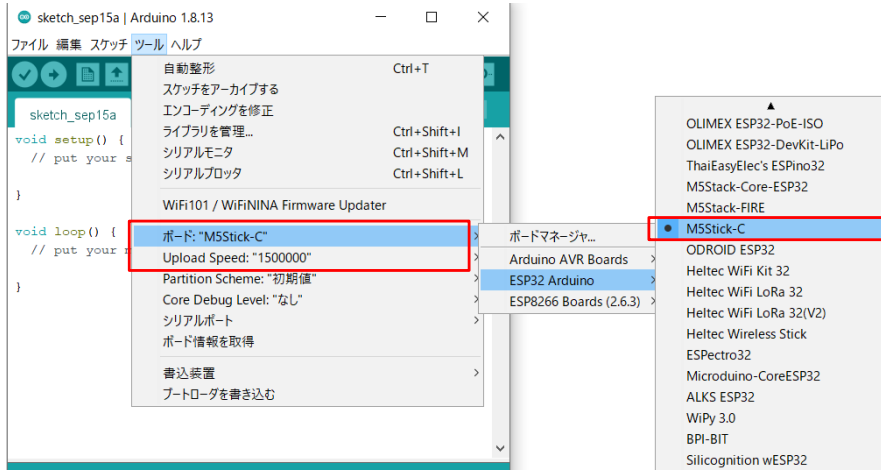 sketch_sep15a | Arduino 1.8.13
ファイル 編集 スケッチ ツール ヘルプ
sketch_sep15a
void setup() {
// put your s
}
void loop() {
// put your
}
自動整形 Ctrl+T
スケッチをアーカイブする
エンコーディングを修正
ライブラリを管理... Ctrl+Shift+I
シリアルモニタ Ctrl+Shift+M
シリアルプロッタ Ctrl+Shift+L
WiFi101 / WiFiNINA Firmware Updater
ボード: "M5Stick-C"
Upload Speed: "1500000"
Partition Scheme: "初期値"
Core Debug Level: "なし"
シリアルポート
ボード情報を取得
書込装置
ブートローダを書き込む
ボードマネージャ...
Arduino AVR Boards
ESP32 Arduino
ESP8266 Boards (2.6.3)
OLIMEX ESP32-PoE-ISO
OLIMEX ESP32-DevKit-LiPo
ThaiEasyElec's ESPino32
M5Stack-Core-ESP32
M5Stack-FIRE
M5Stick-C
ODROID ESP32
Heltec WiFi Kit 32
Heltec WiFi LoRa 32
Heltec WiFi LoRa 32(V2)
Heltec Wireless Stick
ESPectro32
Microduino-CoreESP32
ALKS ESP32
WiPy 3.0
BPI-BIT
Silicognition wESP32